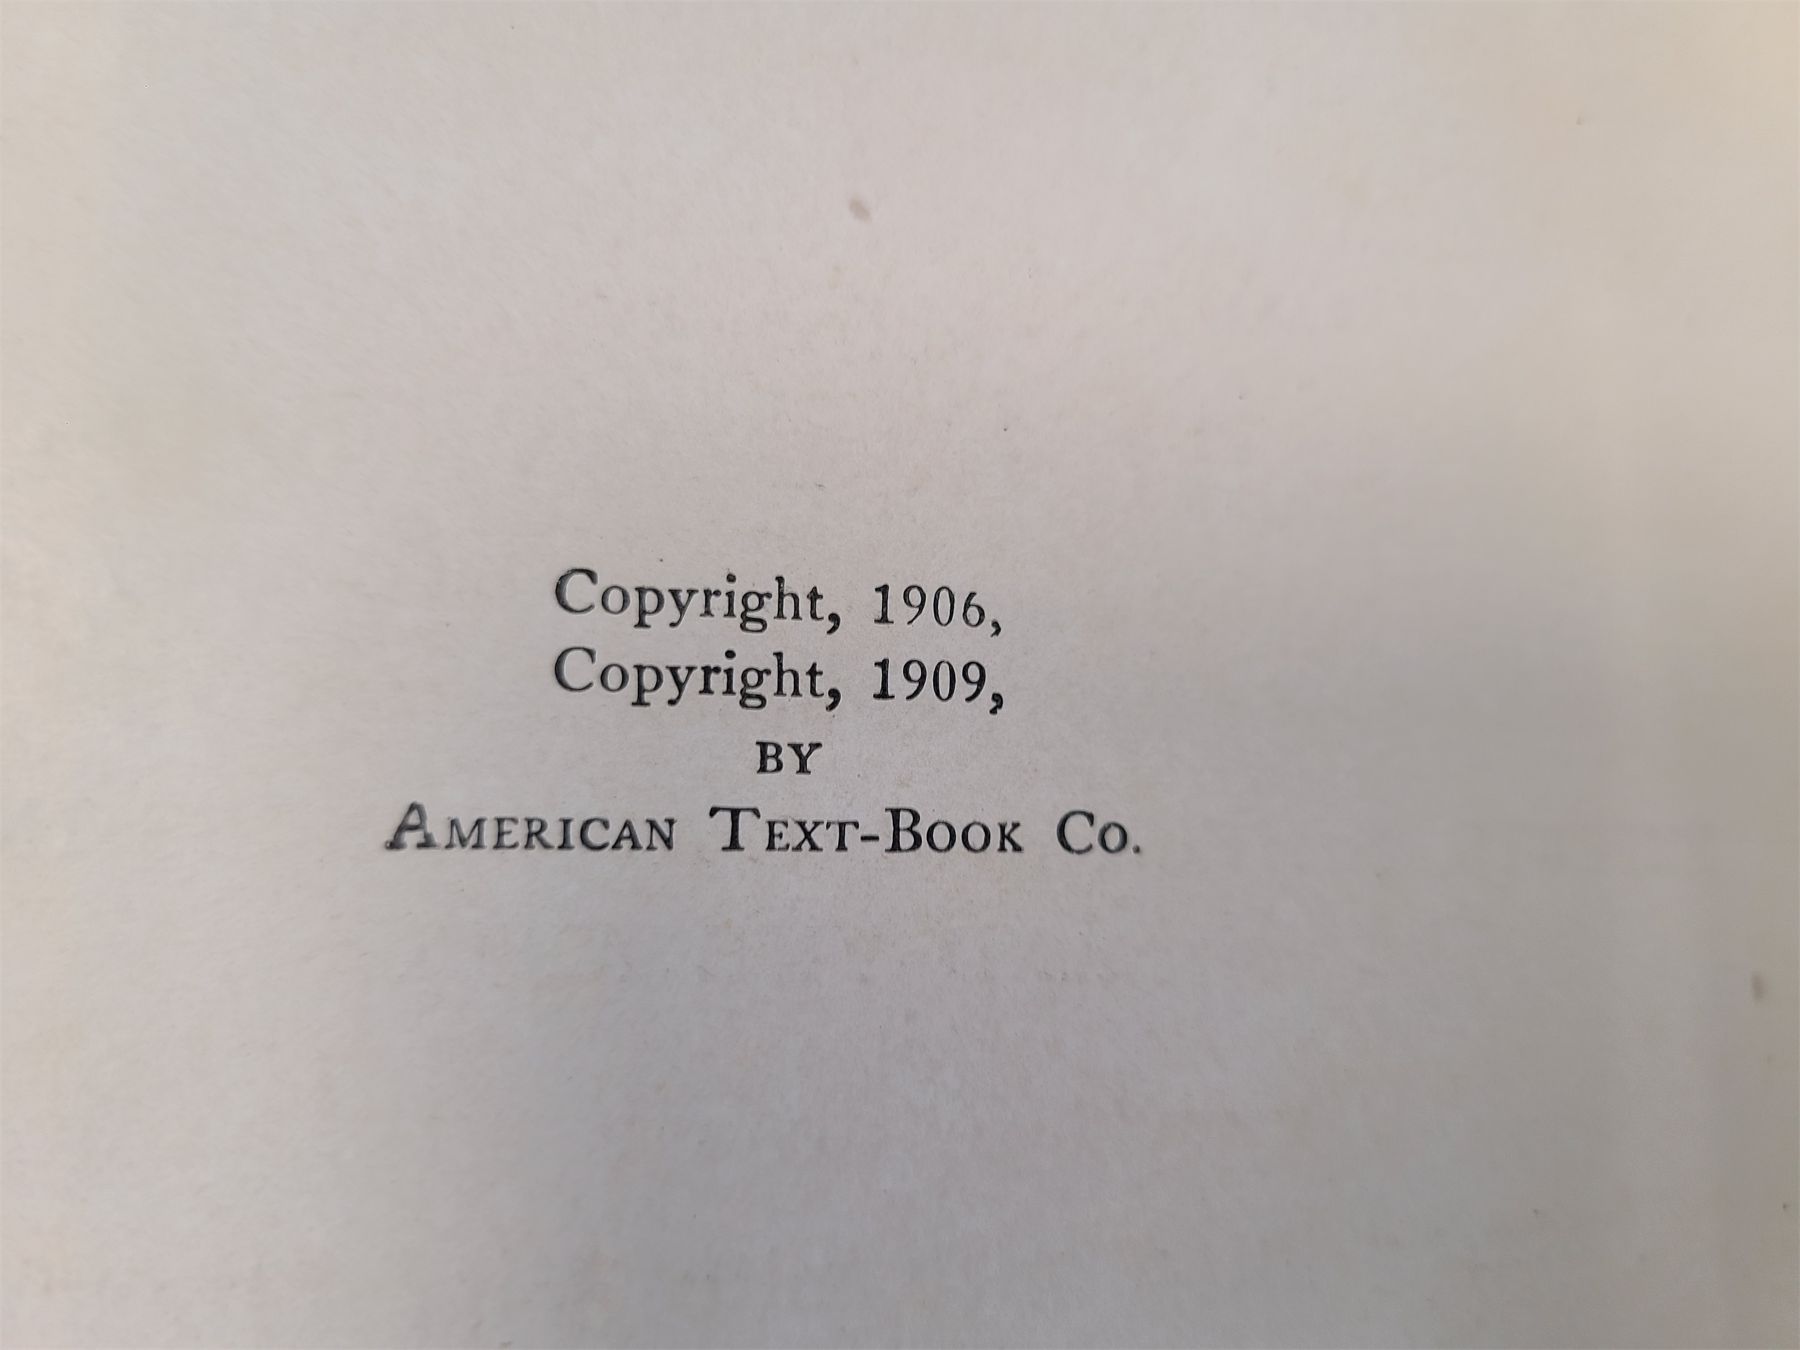 Copyright, 1906,
Copyright, 1909,
BY
AMERICAN TEXT-BOOK CO.